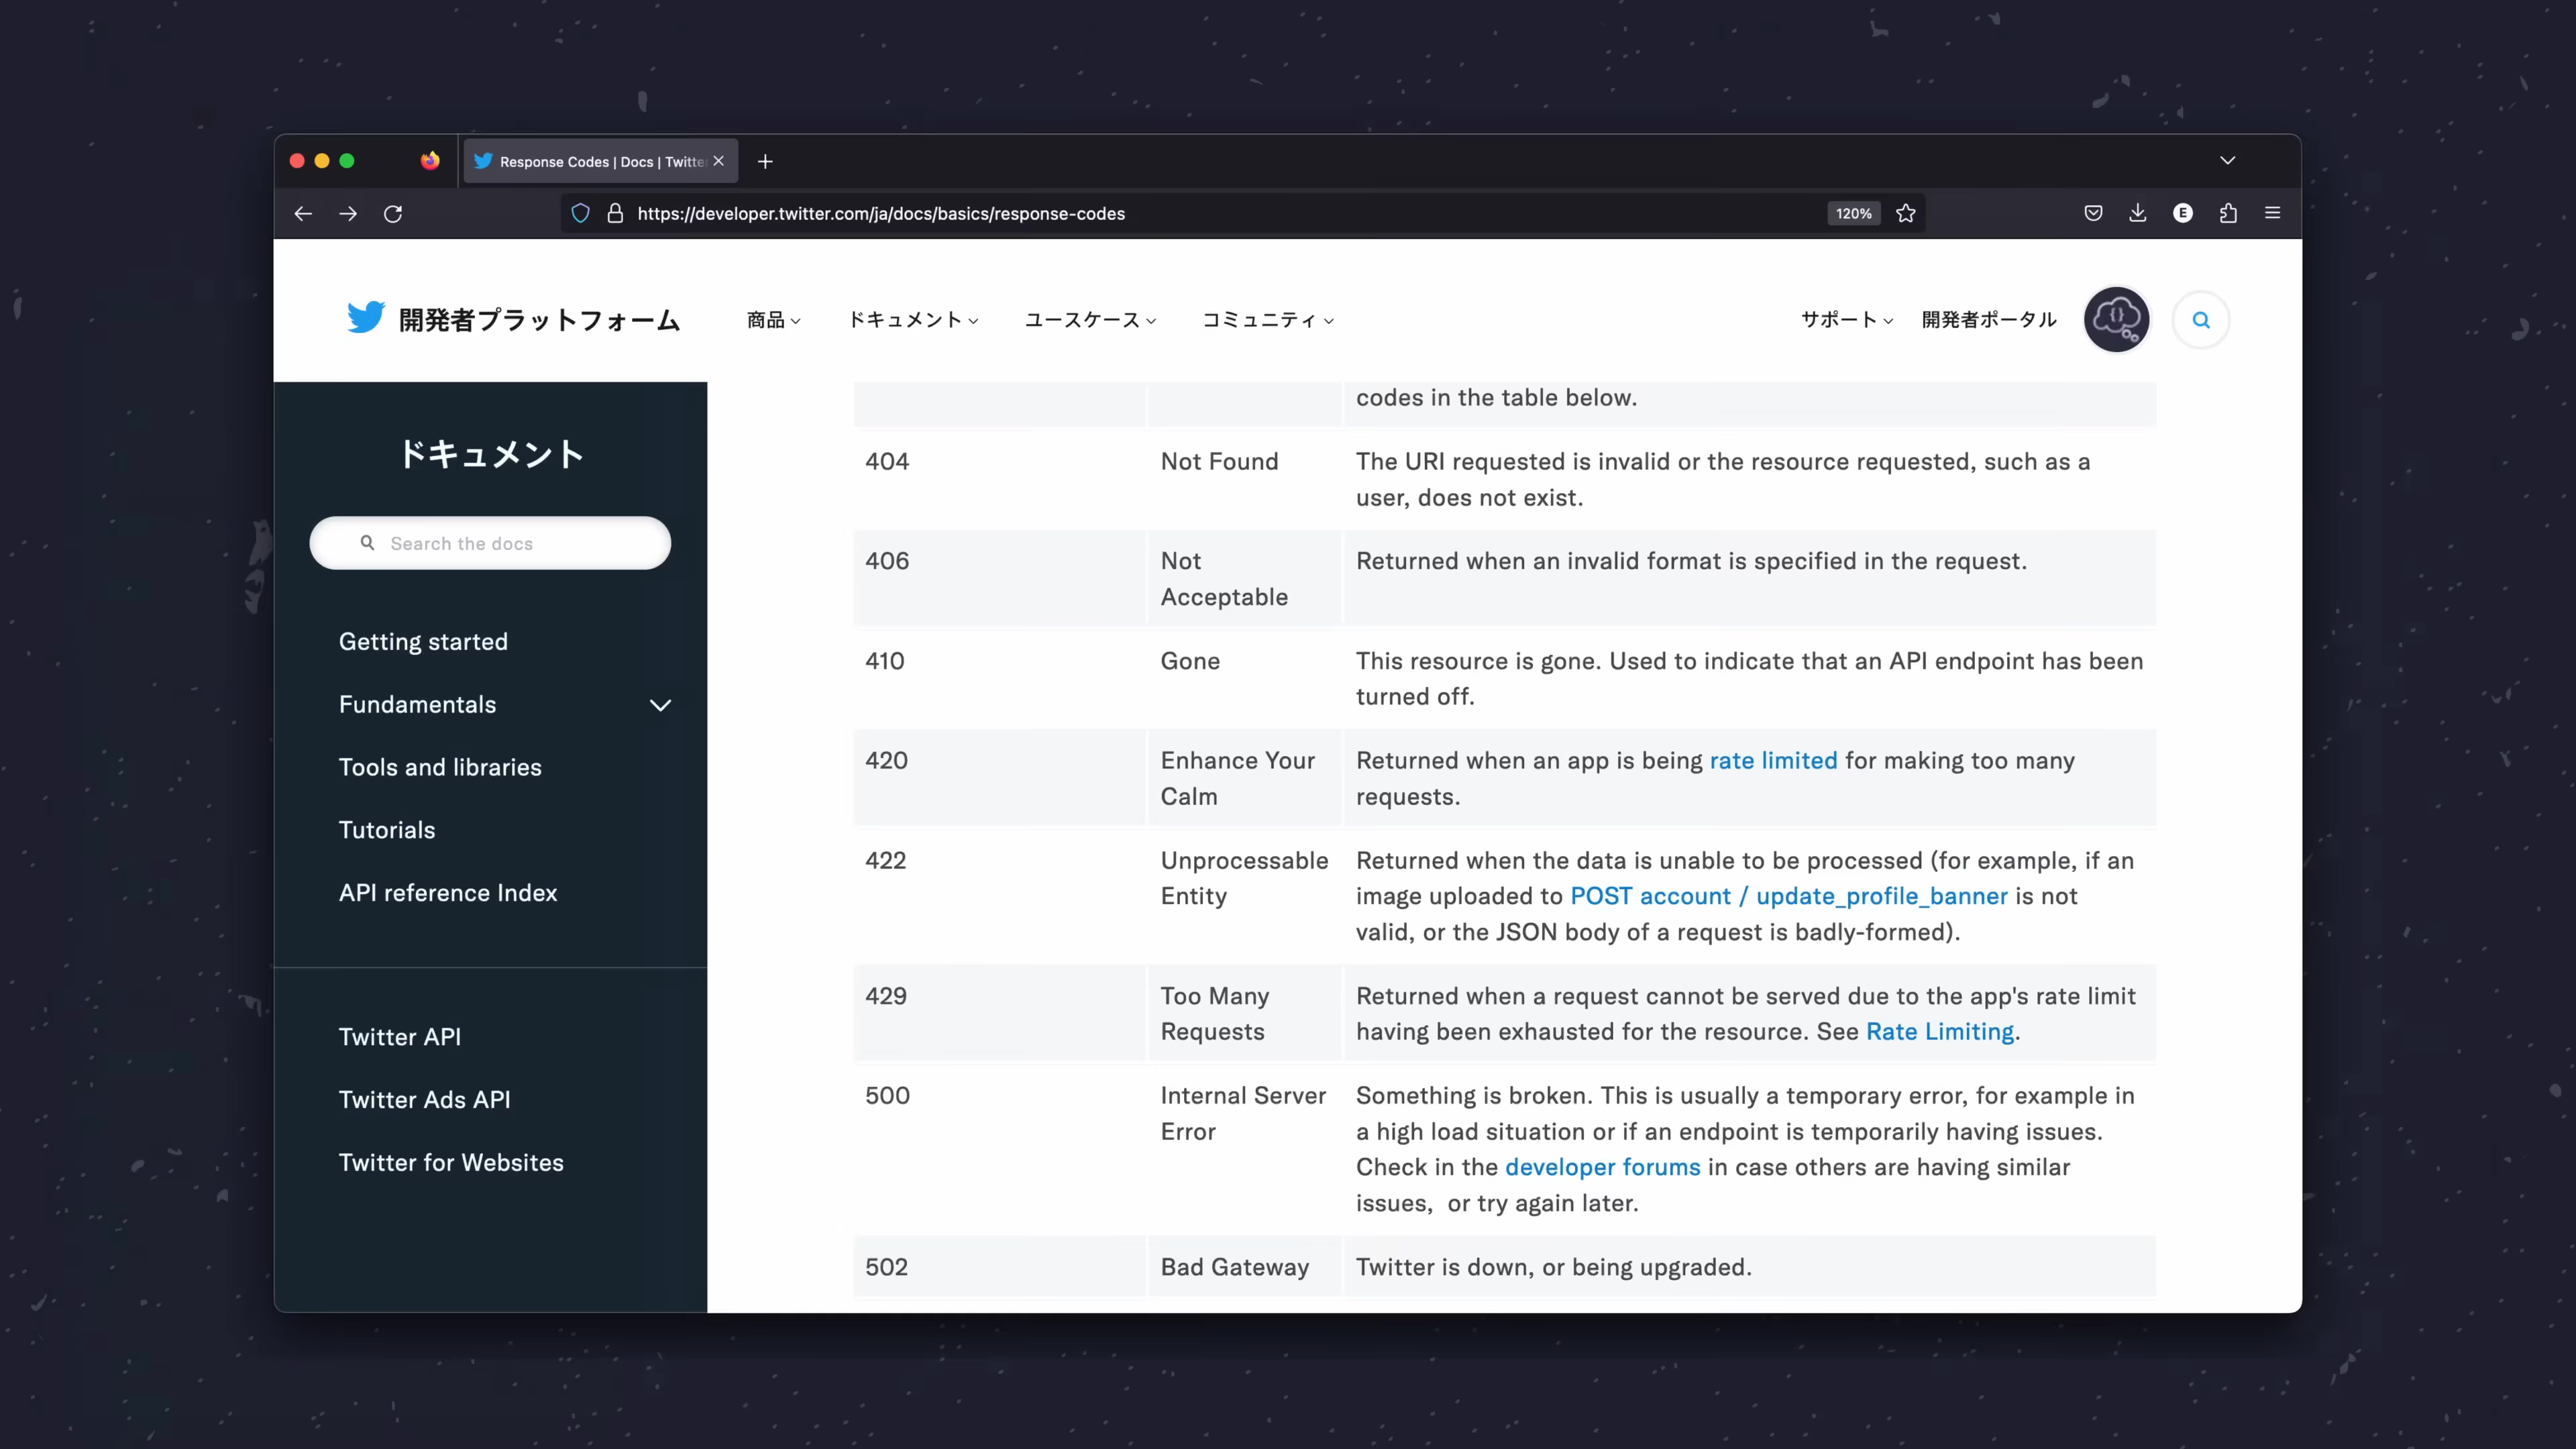 Response Codes | Docs | Twitte
https://developer.twitter.com/ja/docs/basics/response-codes
120%
E
開発者プラットフォーム
商品
ドキュメント
ユースケース
コミュニティ
サポート
開発者ポータル
{}
ドキュメント
Search the docs
Getting started
Fundamentals
Tools and libraries
Tutorials
API reference Index
Twitter API
Twitter Ads API
Twitter for Websites
codes in the table below.
404
Not Found
The URI requested is invalid or the resource requested, such as a
user, does not exist.
406
Not
Acceptable
Returned when an invalid format is specified in the request.
410
Gone
This resource is gone. Used to indicate that an API endpoint has been
turned off.
420
Enhance Your
Calm
Returned when an app is being rate limited for making too many
requests.
422
Unprocessable
Entity
Returned when the data is unable to be processed (for example, if an
image uploaded to POST account / update_profile_banner is not
valid, or the JSON body of a request is badly-formed).
429
Too Many
Requests
Returned when a request cannot be served due to the app's rate limit
having been exhausted for the resource. See Rate Limiting.
500
Internal Server
Error
Something is broken. This is usually a temporary error, for example in
a high load situation or if an endpoint is temporarily having issues.
Check in the developer forums in case others are having similar
issues,  or try again later.
502
Bad Gateway
Twitter is down, or being upgraded.